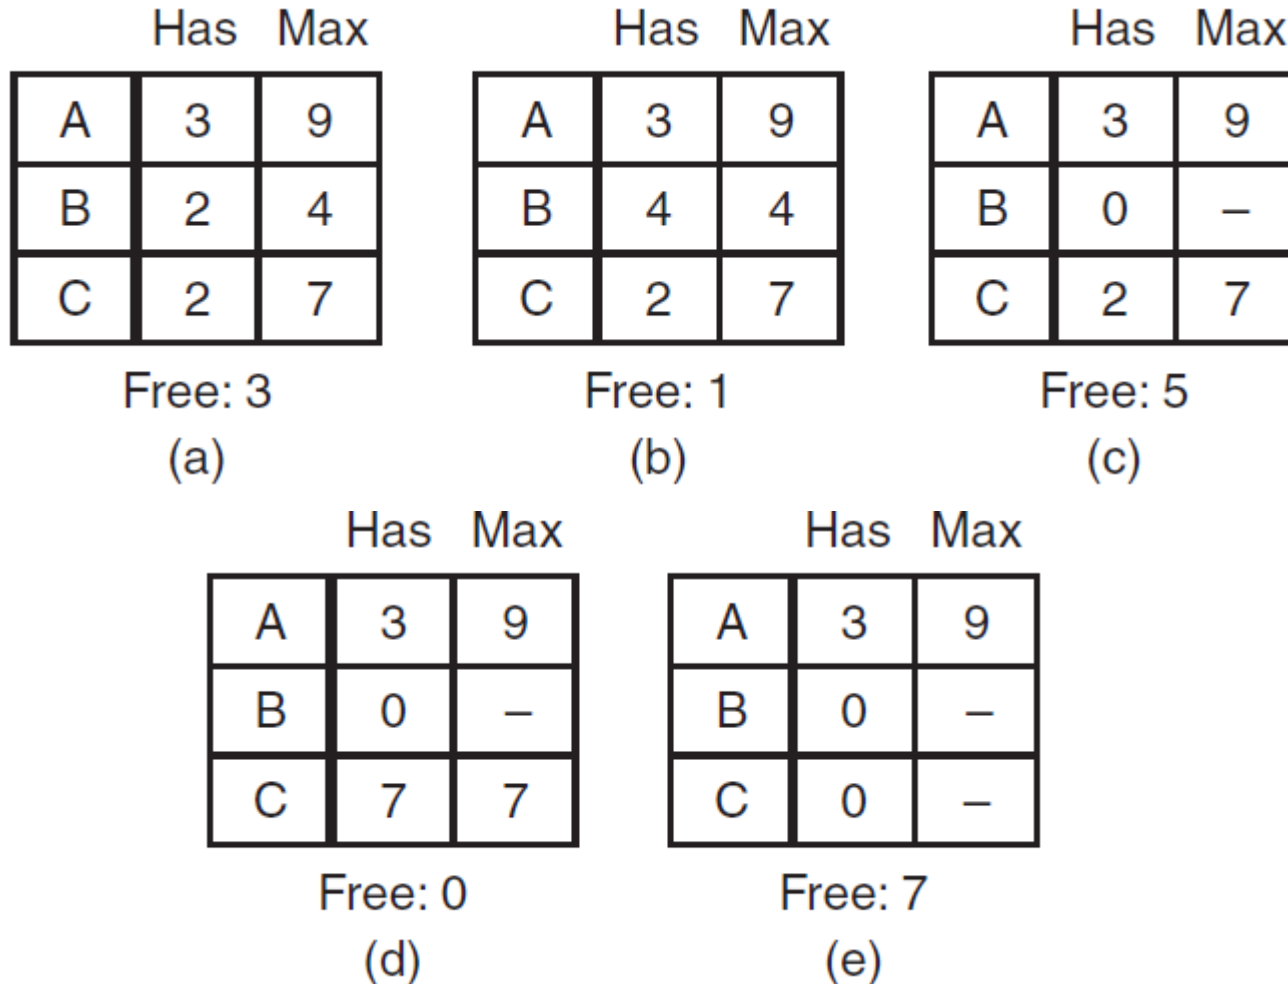 Has Max Has Max Has Max
A 3 9 A 3 9 A 3 9
B 2 4 B 4 4 B 0 –
C 2 7 C 2 7 C 2 7
Free: 3 Free: 1 Free: 5
(a) (b) (c)
Has Max Has Max
A 3 9 A 3 9
B 0 – B 0 –
C 7 7 C 0 –
Free: 0 Free: 7
(d) (e)